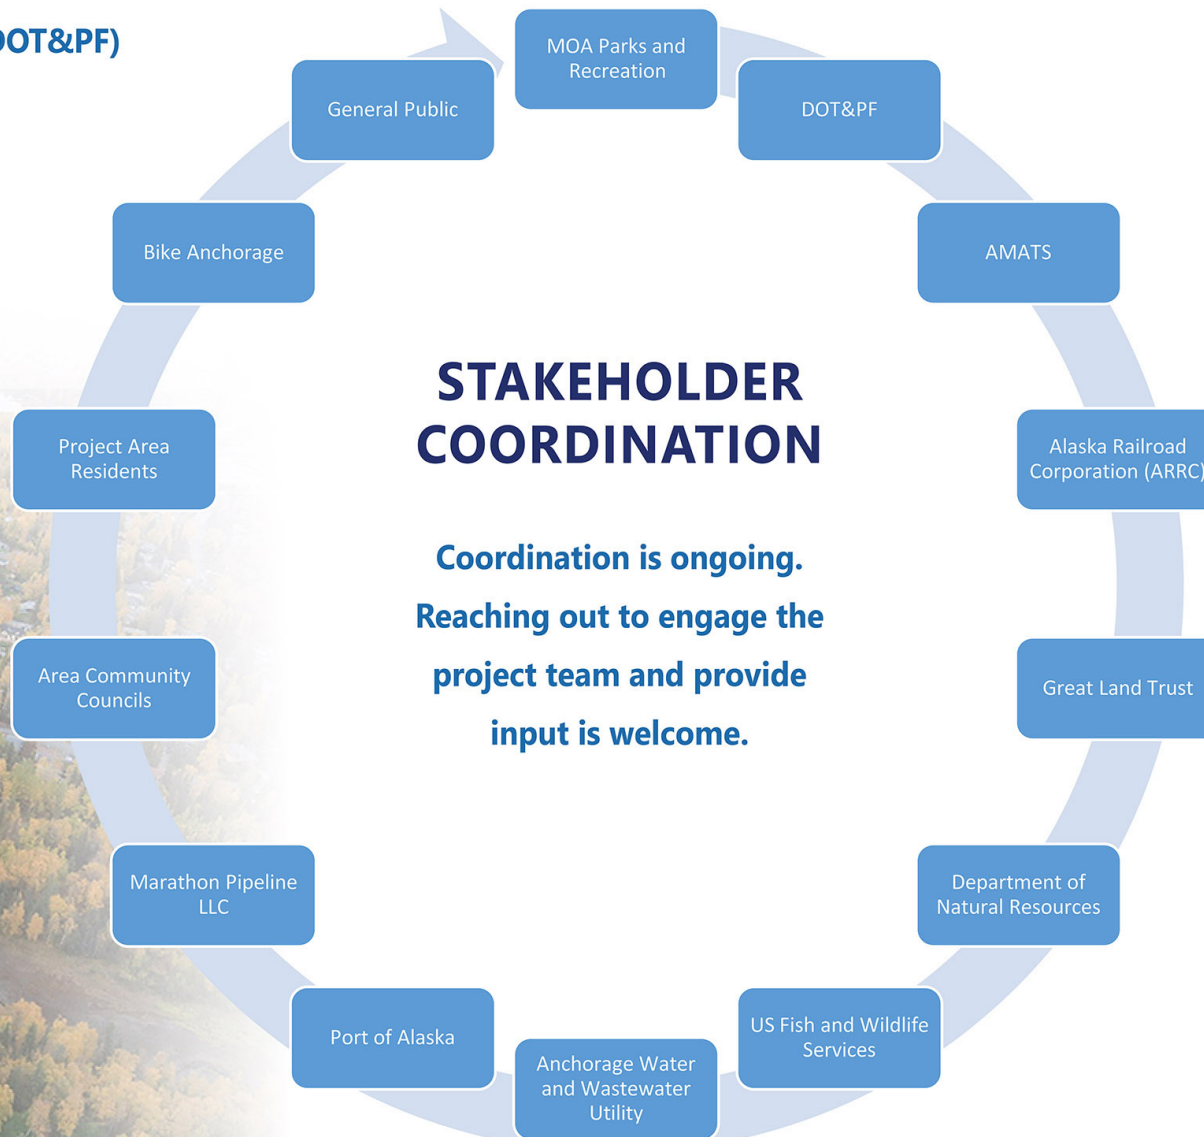 DOT&PF)
MOA Parks and
Recreation
DOT&PF
AMATS
Alaska Railroad
Corporation (ARRC)
Great Land Trust
Department of
Natural Resources
US Fish and Wildlife
Services
Anchorage Water
and Wastewater
Utility
Port of Alaska
Marathon Pipeline
LLC
Area Community
Councils
Project Area
Residents
Bike Anchorage
General Public
STAKEHOLDER
COORDINATION
Coordination is ongoing.
Reaching out to engage the
project team and provide
input is welcome.